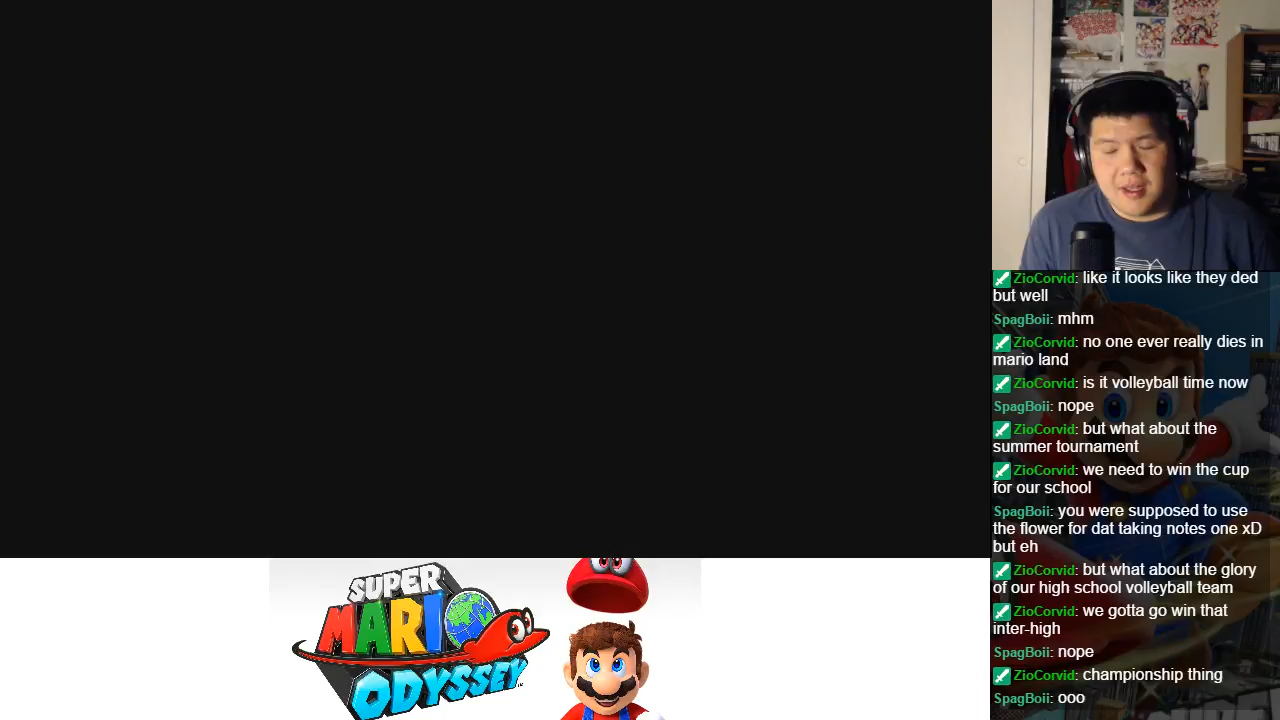 ZioCorvid: like it looks like they ded
but well
SpagBoii: mhm
ZioCorvid: no one ever really dies in
mario land
ZioCorvid: is it volleyball time now
SpagBoii: nope
ZioCorvid: but what about the
summer tournament
ZioCorvid: we need to win the cup
for our school
SpagBoii: you were supposed to use
the flower for dat taking notes one xD
but eh
ZioCorvid: but what about the glory
of our high school volleyball team
ZioCorvid: we gotta go win that
inter-high
SpagBoii: nope
ZioCorvid: championship thing
SpagBoii: ooo
SUPER
MARIO
ODYSSEY